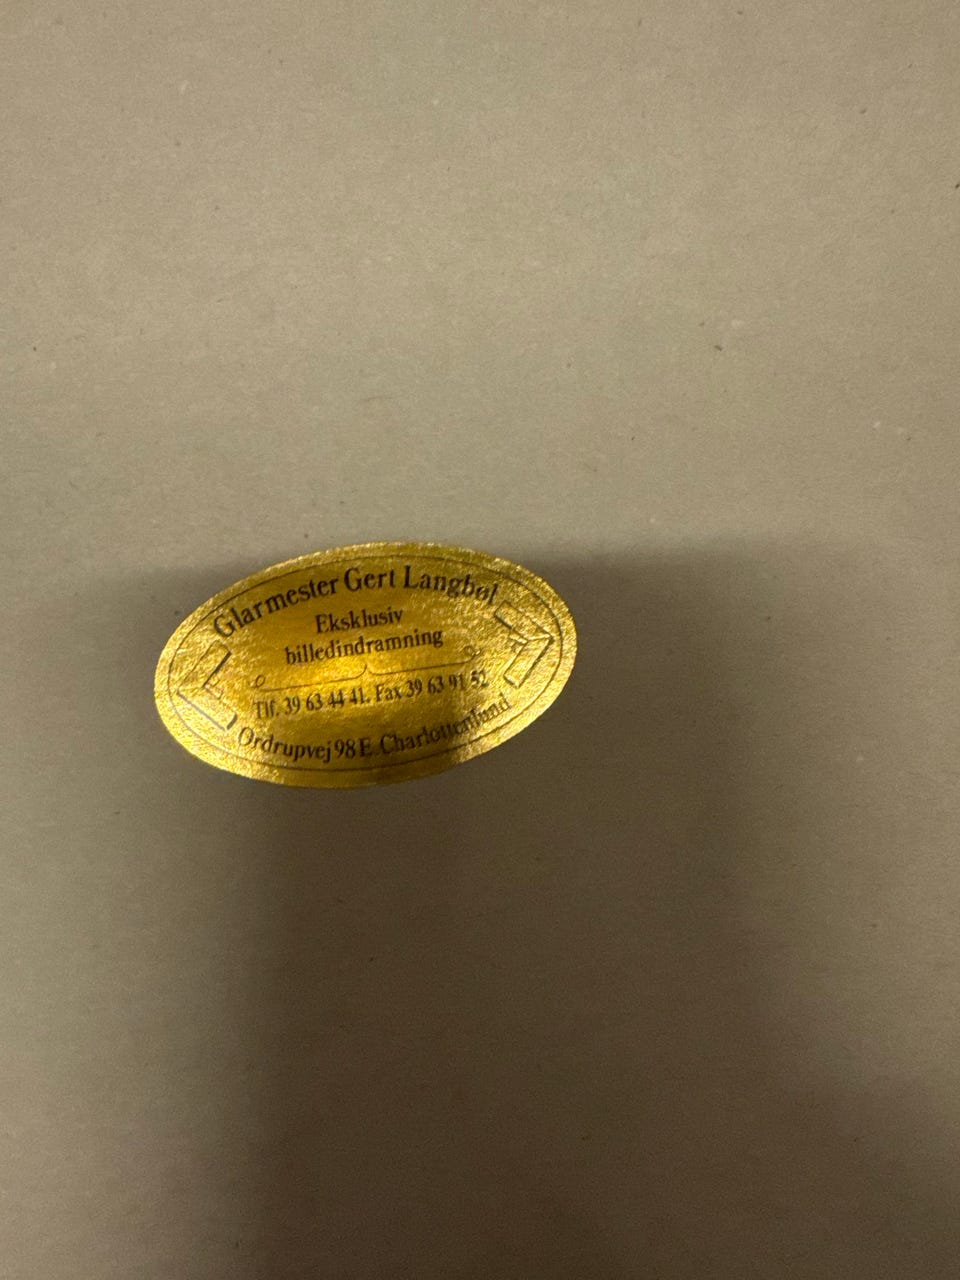 Glarmester Gert Langbøl
Eksklusiv
billedindramning
Tlf. 39 63 44 41. Fax 39 63 91 52
Ordrupvej 98 E Charlottenlund